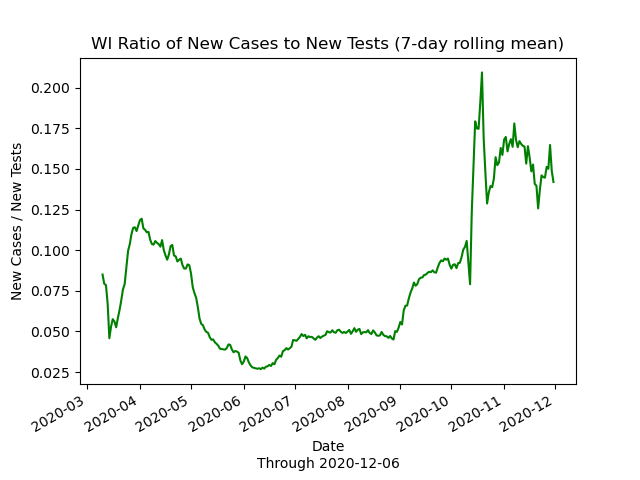 WI Ratio of New Cases to New Tests (7-day rolling mean)
New Cases / New Tests
0.200
0.175
0.150
0.125
0.100
0.075
0.050
0.025
2020-03 2020-04 2020-05 2020-06 2020-07 2020-08 2020-09 2020-10 2020-11 2020-12
Date
Through 2020-12-06